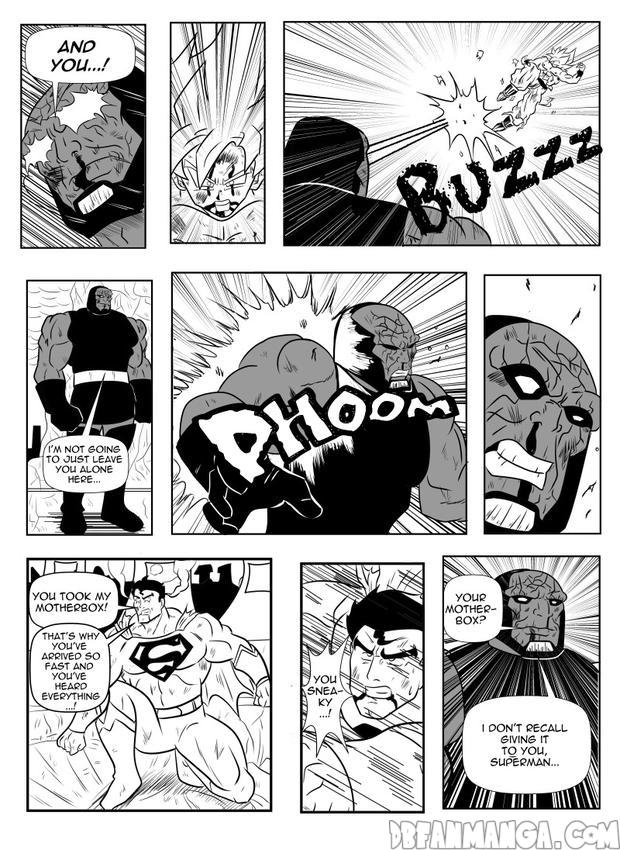 AND
YOU...!
BUZZZ
I'M NOT GOING
TO JUST LEAVE
YOU ALONE
HERE...
PHOOM
YOU TOOK MY
MOTHERBOX!
THAT'S WHY
YOU'VE
ARRIVED SO
FAST AND
YOU'VE
HEARD
EVERYTHING
...!
S
YOU
SNEA-
KY
...!
YOUR
MOTHER-
BOX?
I DON'T RECALL
GIVING IT
TO YOU,
SUPERMAN...
DBFANMANGA.COM